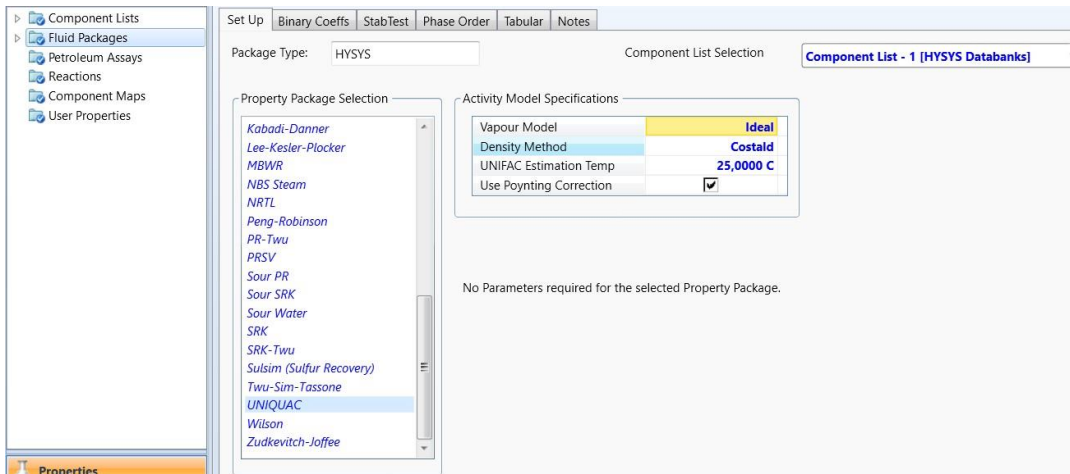 Component Lists
Fluid Packages
Petroleum Assays
Reactions
Component Maps
User Properties
Properties
Set Up Binary Coeffs StabTest Phase Order Tabular Notes
Package Type: HYSYS Component List Selection Component List - 1 [HYSYS Databanks]
Property Package Selection
Kabadi-Danner
Lee-Kesler-Plocker
MBWR
NBS Steam
NRTL
Peng-Robinson
PR-Twu
PRSV
Sour PR
Sour SRK
Sour Water
SRK
SRK-Twu
Sulsim (Sulfur Recovery)
Twu-Sim-Tassone
UNIQUAC
Wilson
Zudkevitch-Joffee
Activity Model Specifications
Vapour Model Ideal
Density Method Costald
UNIFAC Estimation Temp 25,0000 C
Use Poynting Correction
No Parameters required for the selected Property Package.